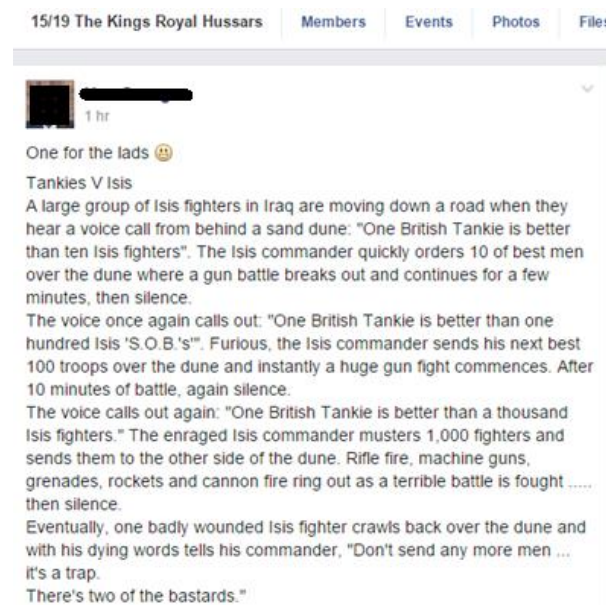 15/19 The Kings Royal Hussars Members Events Photos Files
1 hr
One for the lads
Tankies V Isis
A large group of Isis fighters in Iraq are moving down a road when they
hear a voice call from behind a sand dune: "One British Tankie is better
than ten Isis fighters". The Isis commander quickly orders 10 of best men
over the dune where a gun battle breaks out and continues for a few
minutes, then silence.
The voice once again calls out: "One British Tankie is better than one
hundred Isis 'S.O.B.'s'". Furious, the Isis commander sends his next best
100 troops over the dune and instantly a huge gun fight commences. After
10 minutes of battle, again silence.
The voice calls out again: "One British Tankie is better than a thousand
Isis fighters." The enraged Isis commander musters 1,000 fighters and
sends them to the other side of the dune. Rifle fire, machine guns,
grenades, rockets and cannon fire ring out as a terrible battle is fought .....
then silence.
Eventually, one badly wounded Isis fighter crawls back over the dune and
with his dying words tells his commander, "Don't send any more men ...
it's a trap.
There's two of the bastards."